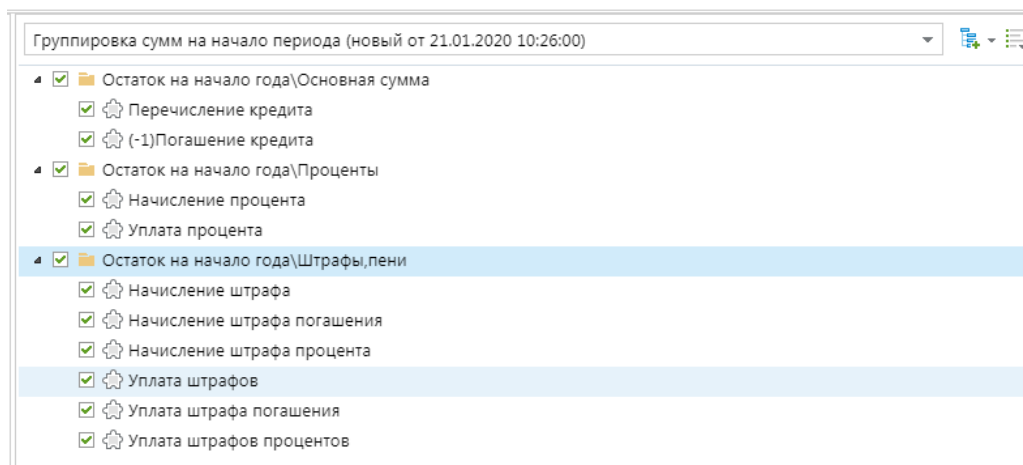 Группировка сумм на начало периода (новый от 21.01.2020 10:26:00)
Остаток на начало года\Основная сумма
Перечисление кредита
(-1)Погашение кредита
Остаток на начало года\Проценты
Начисление процента
Уплата процента
Остаток на начало года\Штрафы,пени
Начисление штрафа
Начисление штрафа погашения
Начисление штрафа процента
Уплата штрафов
Уплата штрафа погашения
Уплата штрафов процентов